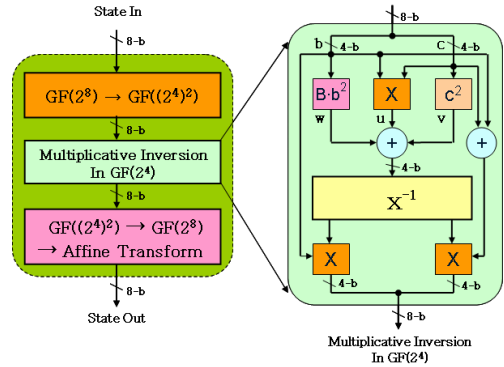 State In
8-b
GF(2⁸) → GF((2⁴)²)
8-b
Multiplicative Inversion
In GF(2⁴)
8-b
GF((2⁴)²) → GF(2⁸)
→ Affine Transform
8-b
State Out
8-b
b 4-b C 4-b
B·b² X c²
w u v
+ +
4-b
X⁻¹
X X
4-b 4-b
8-b
Multiplicative Inversion
In GF(2⁴)